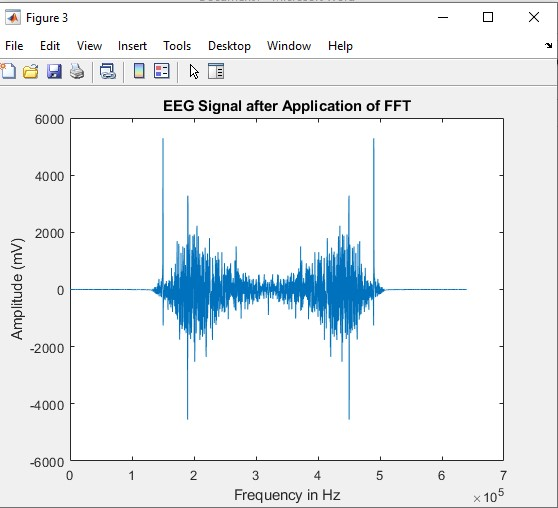 Figure 3
File Edit View Insert Tools Desktop Window Help
EEG Signal after Application of FFT
6000
4000
2000
0
-2000
-4000
-6000
Amplitude (mV)
0 1 2 3 4 5 6 7
Frequency in Hz
×10^5